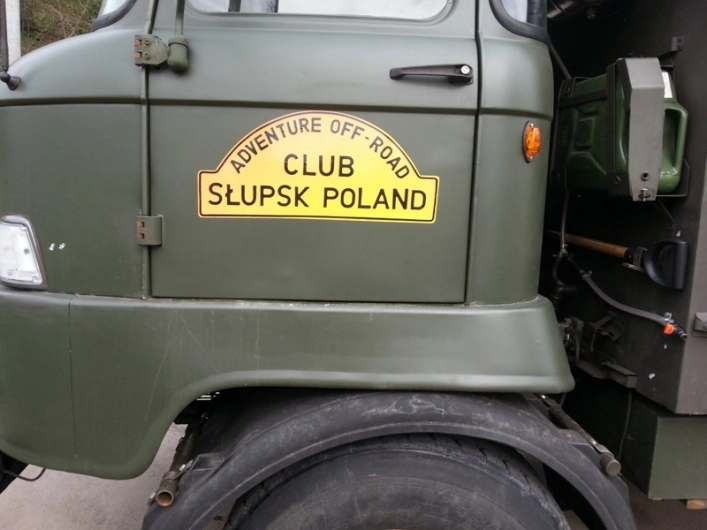 ADVENTURE OFF-ROAD
CLUB
SŁUPSK POLAND